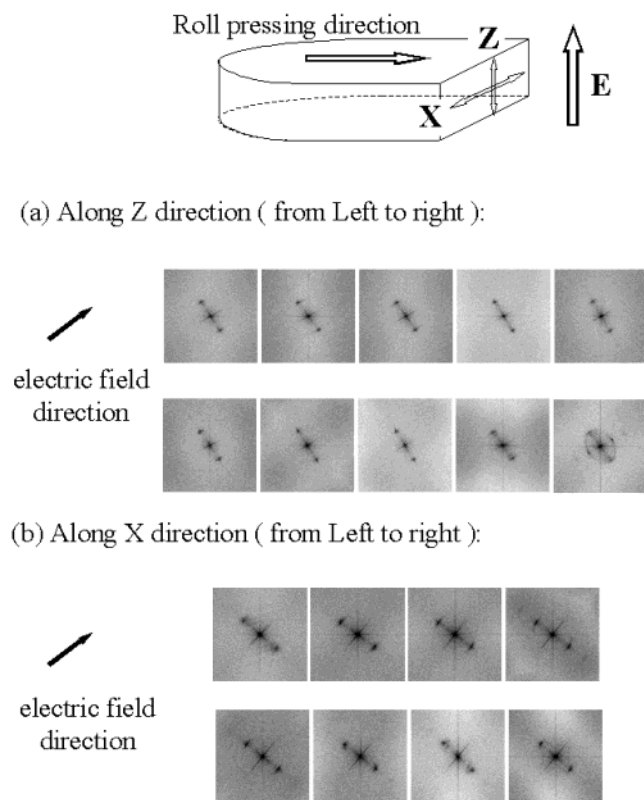 Roll pressing direction
Z
X
E
(a) Along Z direction ( from Left to right ):
electric field
direction
(b) Along X direction ( from Left to right ):
electric field
direction